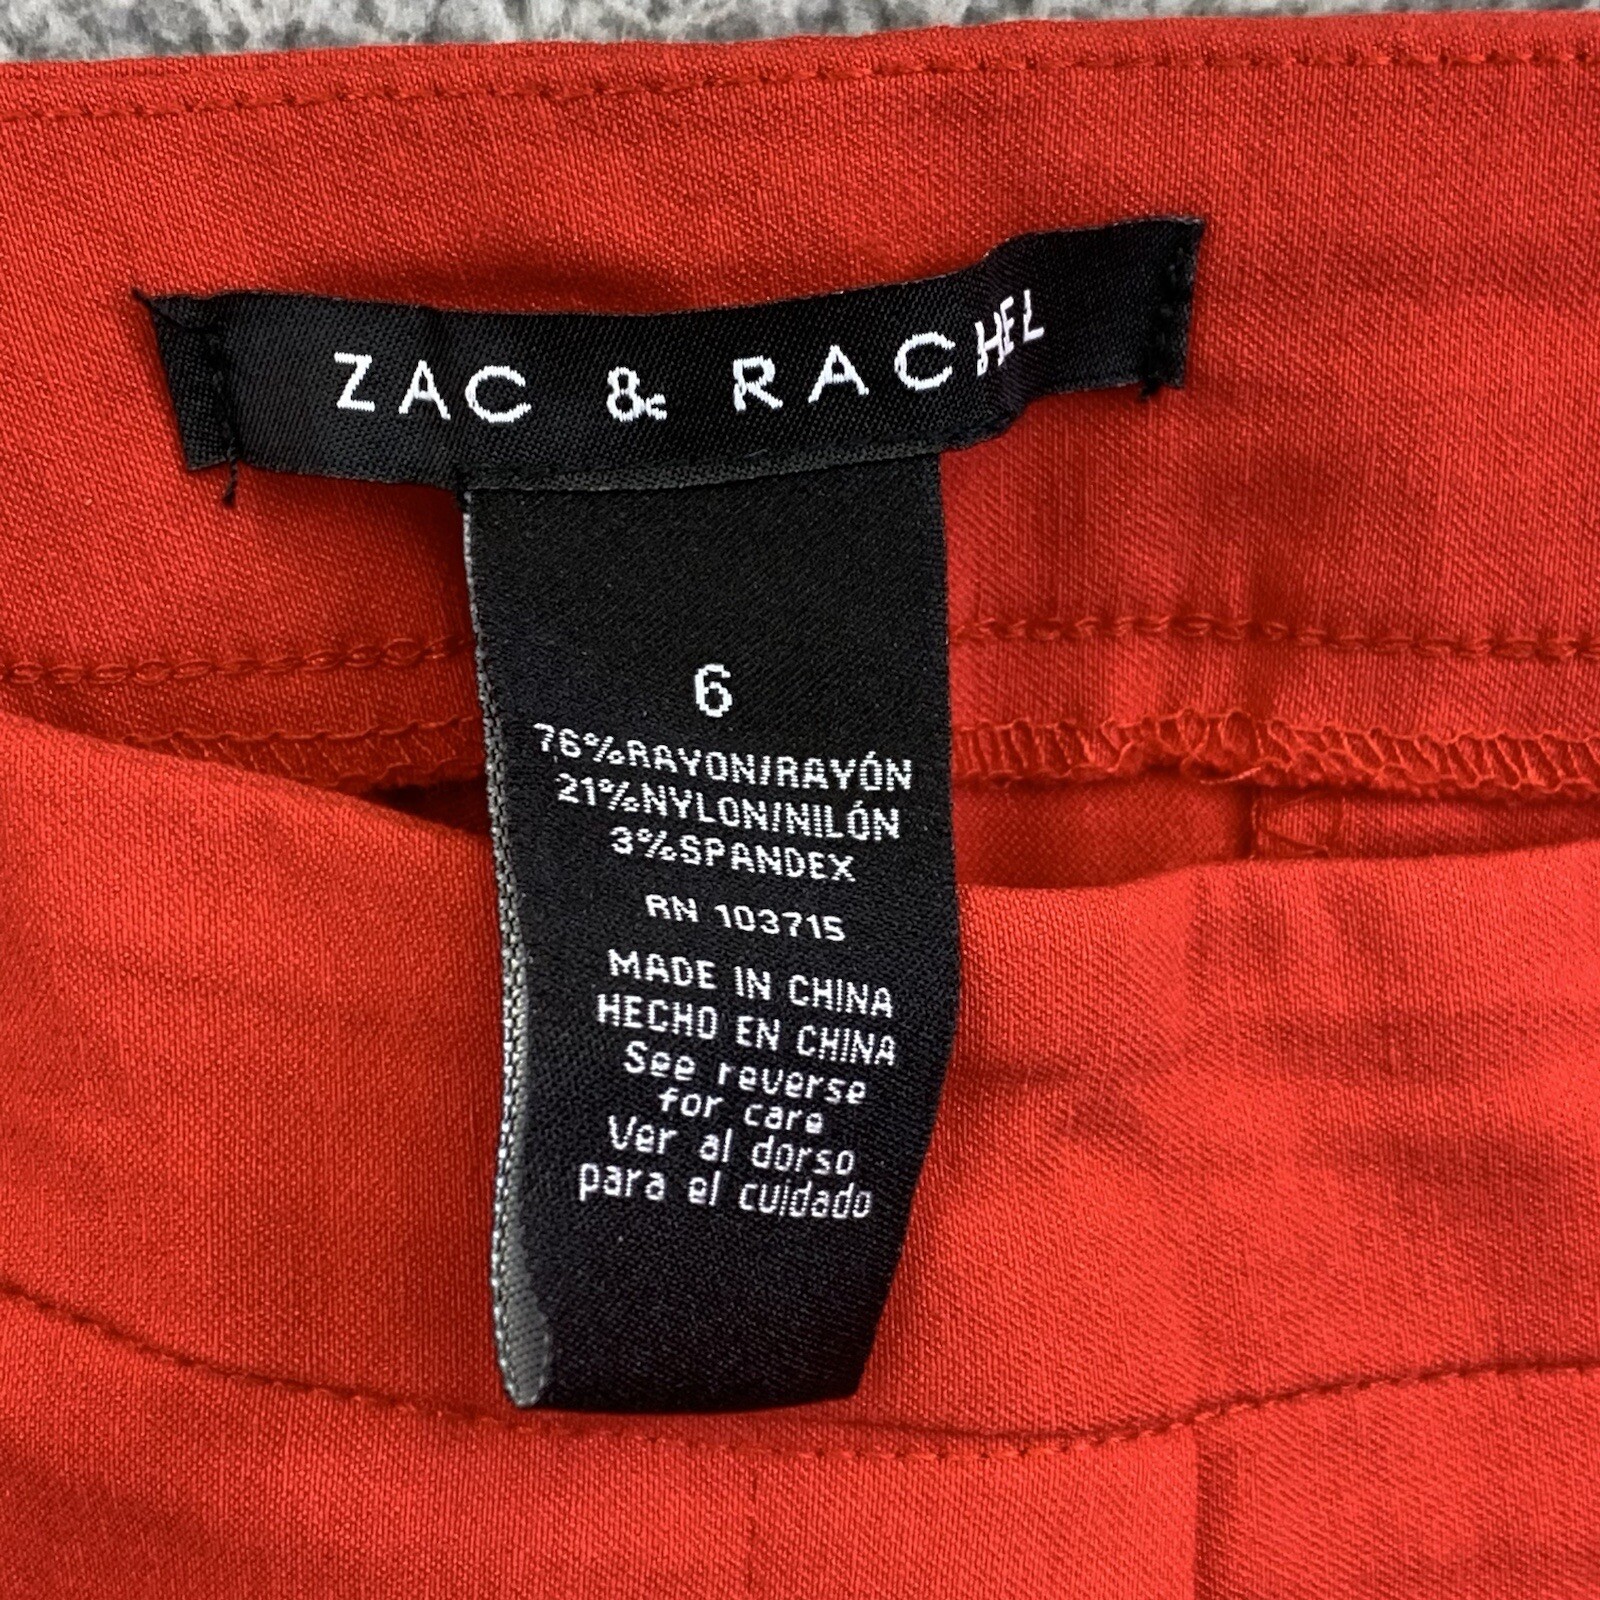 ZAC & RACHEL
6
76%RAYON/RAYÓN
21%NYLON/NILÓN
3%SPANDEX
RN 103715
MADE IN CHINA
HECHO EN CHINA
See reverse
for care
Ver al dorso
para el cuidado